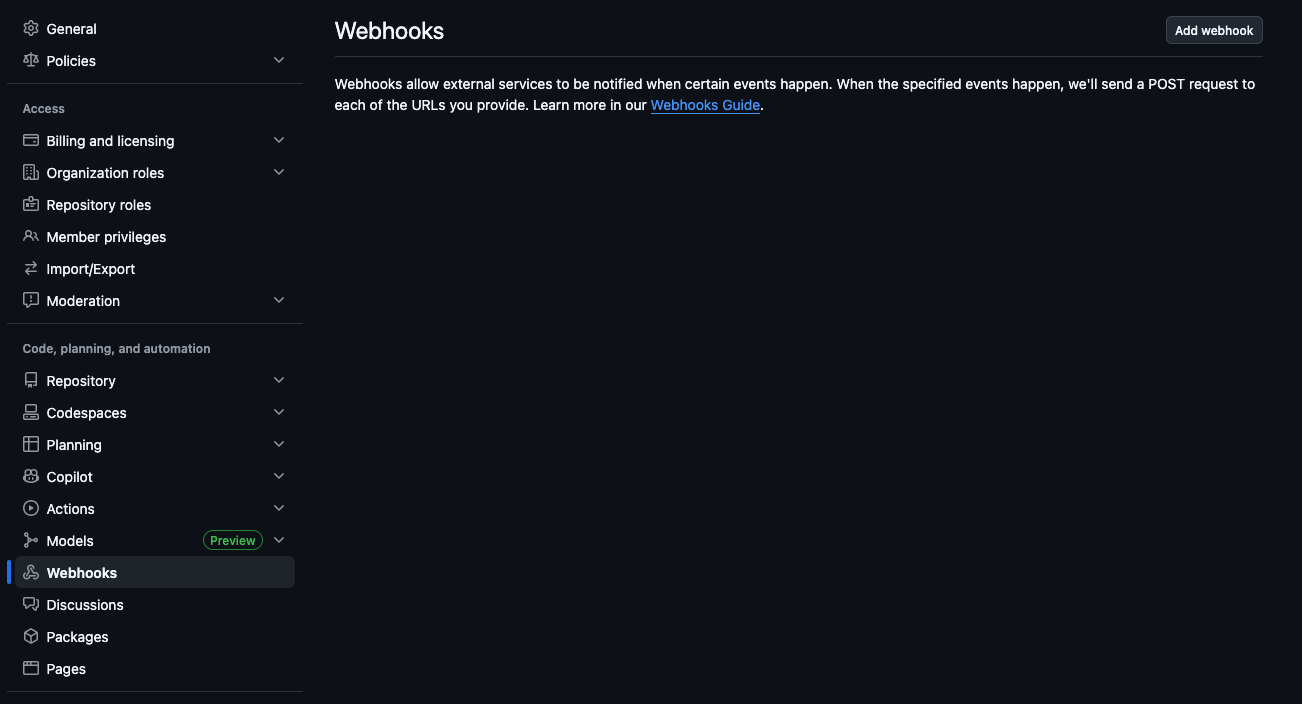 General
Policies
Access
Billing and licensing
Organization roles
Repository roles
Member privileges
Import/Export
Moderation
Code, planning, and automation
Repository
Codespaces
Planning
Copilot
Actions
Models Preview
Webhooks
Discussions
Packages
Pages
Webhooks
Add webhook
Webhooks allow external services to be notified when certain events happen. When the specified events happen, we'll send a POST request to
each of the URLs you provide. Learn more in our Webhooks Guide.